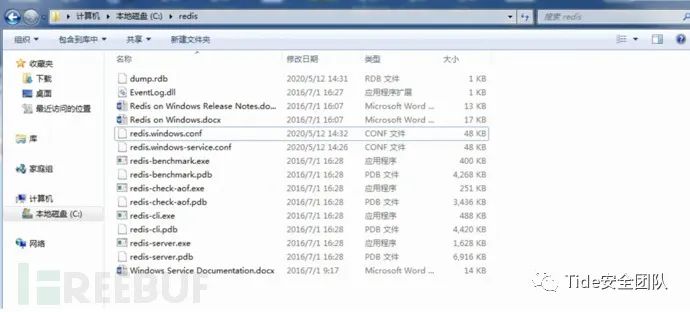 计算机 ▸ 本地磁盘 (C:) ▸ redis
搜索 redis
组织 包含到库中 共享 新建文件夹
收藏夹
下载
桌面
最近访问的位置
库
家庭组
计算机
本地磁盘 (C:)
网络
名称 修改日期 类型 大小
dump.rdb 2020/5/12 14:31 RDB 文件 1 KB
EventLog.dll 2016/7/1 16:27 应用程序扩展 1 KB
Redis on Windows Release Notes.do... 2016/7/1 16:07 Microsoft Word ... 13 KB
Redis on Windows.docx 2016/7/1 16:07 Microsoft Word ... 17 KB
redis.windows.conf 2020/5/12 14:32 CONF 文件 48 KB
redis.windows-service.conf 2020/5/12 14:26 CONF 文件 48 KB
redis-benchmark.exe 2016/7/1 16:28 应用程序 400 KB
redis-benchmark.pdb 2016/7/1 16:28 PDB 文件 4,268 KB
redis-check-aof.exe 2016/7/1 16:28 应用程序 251 KB
redis-check-aof.pdb 2016/7/1 16:28 PDB 文件 3,436 KB
redis-cli.exe 2016/7/1 16:28 应用程序 488 KB
redis-cli.pdb 2016/7/1 16:28 PDB 文件 4,420 KB
redis-server.exe 2016/7/1 16:28 应用程序 1,628 KB
redis-server.pdb 2016/7/1 16:28 PDB 文件 6,916 KB
Windows Service Documentation.docx 2016/7/1 9:17 Microsoft Word ... 14 KB
FREEBUF
Tide安全团队